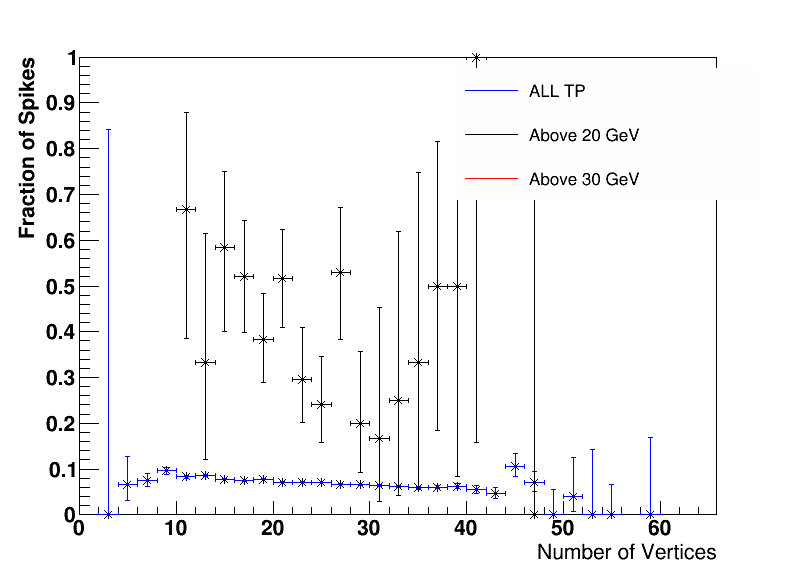 Fraction of Spikes
1
0.9
0.8
0.7
0.6
0.5
0.4
0.3
0.2
0.1
0
ALL TP
Above 20 GeV
Above 30 GeV
0 10 20 30 40 50 60
Number of Vertices